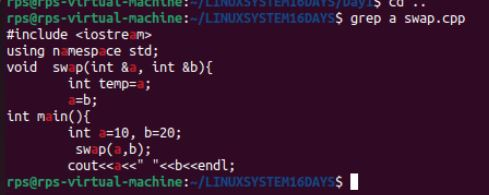 rps@rps-virtual-machine:~/LINUXSYSTEM16DAYS/Day1$ cd ..
rps@rps-virtual-machine:~/LINUXSYSTEM16DAYS$ grep a swap.cpp
#include <iostream>
using namespace std;
void  swap(int &a, int &b){
        int temp=a;
        a=b;
int main(){
        int a=10, b=20;
         swap(a,b);
        cout<<a<<" "<<b<<endl;
rps@rps-virtual-machine:~/LINUXSYSTEM16DAYS$